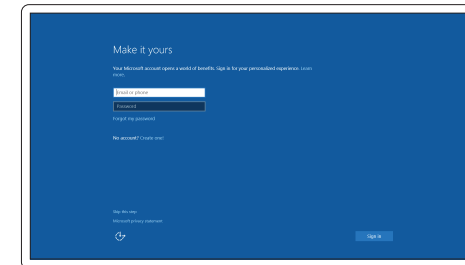 Make it yours
Your Microsoft account opens a world of benefits. Sign in for your personalized experience. Learn
more.
Email or phone
Password
Forgot my password
No account? Create one!
Skip this step
Microsoft privacy statement
Sign in